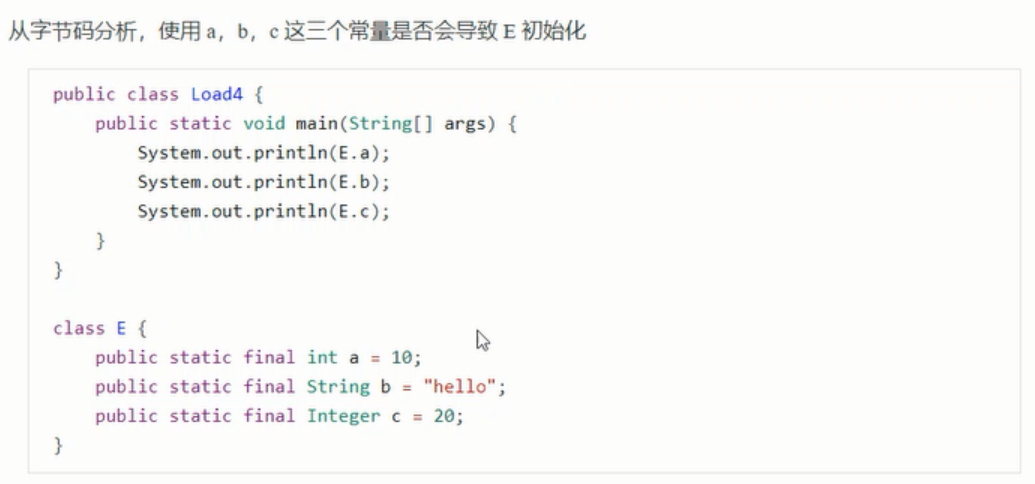 从字节码分析，使用 a，b，c 这三个常量是否会导致 E 初始化
public class Load4 {
    public static void main(String[] args) {
        System.out.println(E.a);
        System.out.println(E.b);
        System.out.println(E.c);
    }
}
class E {
    public static final int a = 10;
    public static final String b = "hello";
    public static final Integer c = 20;
}